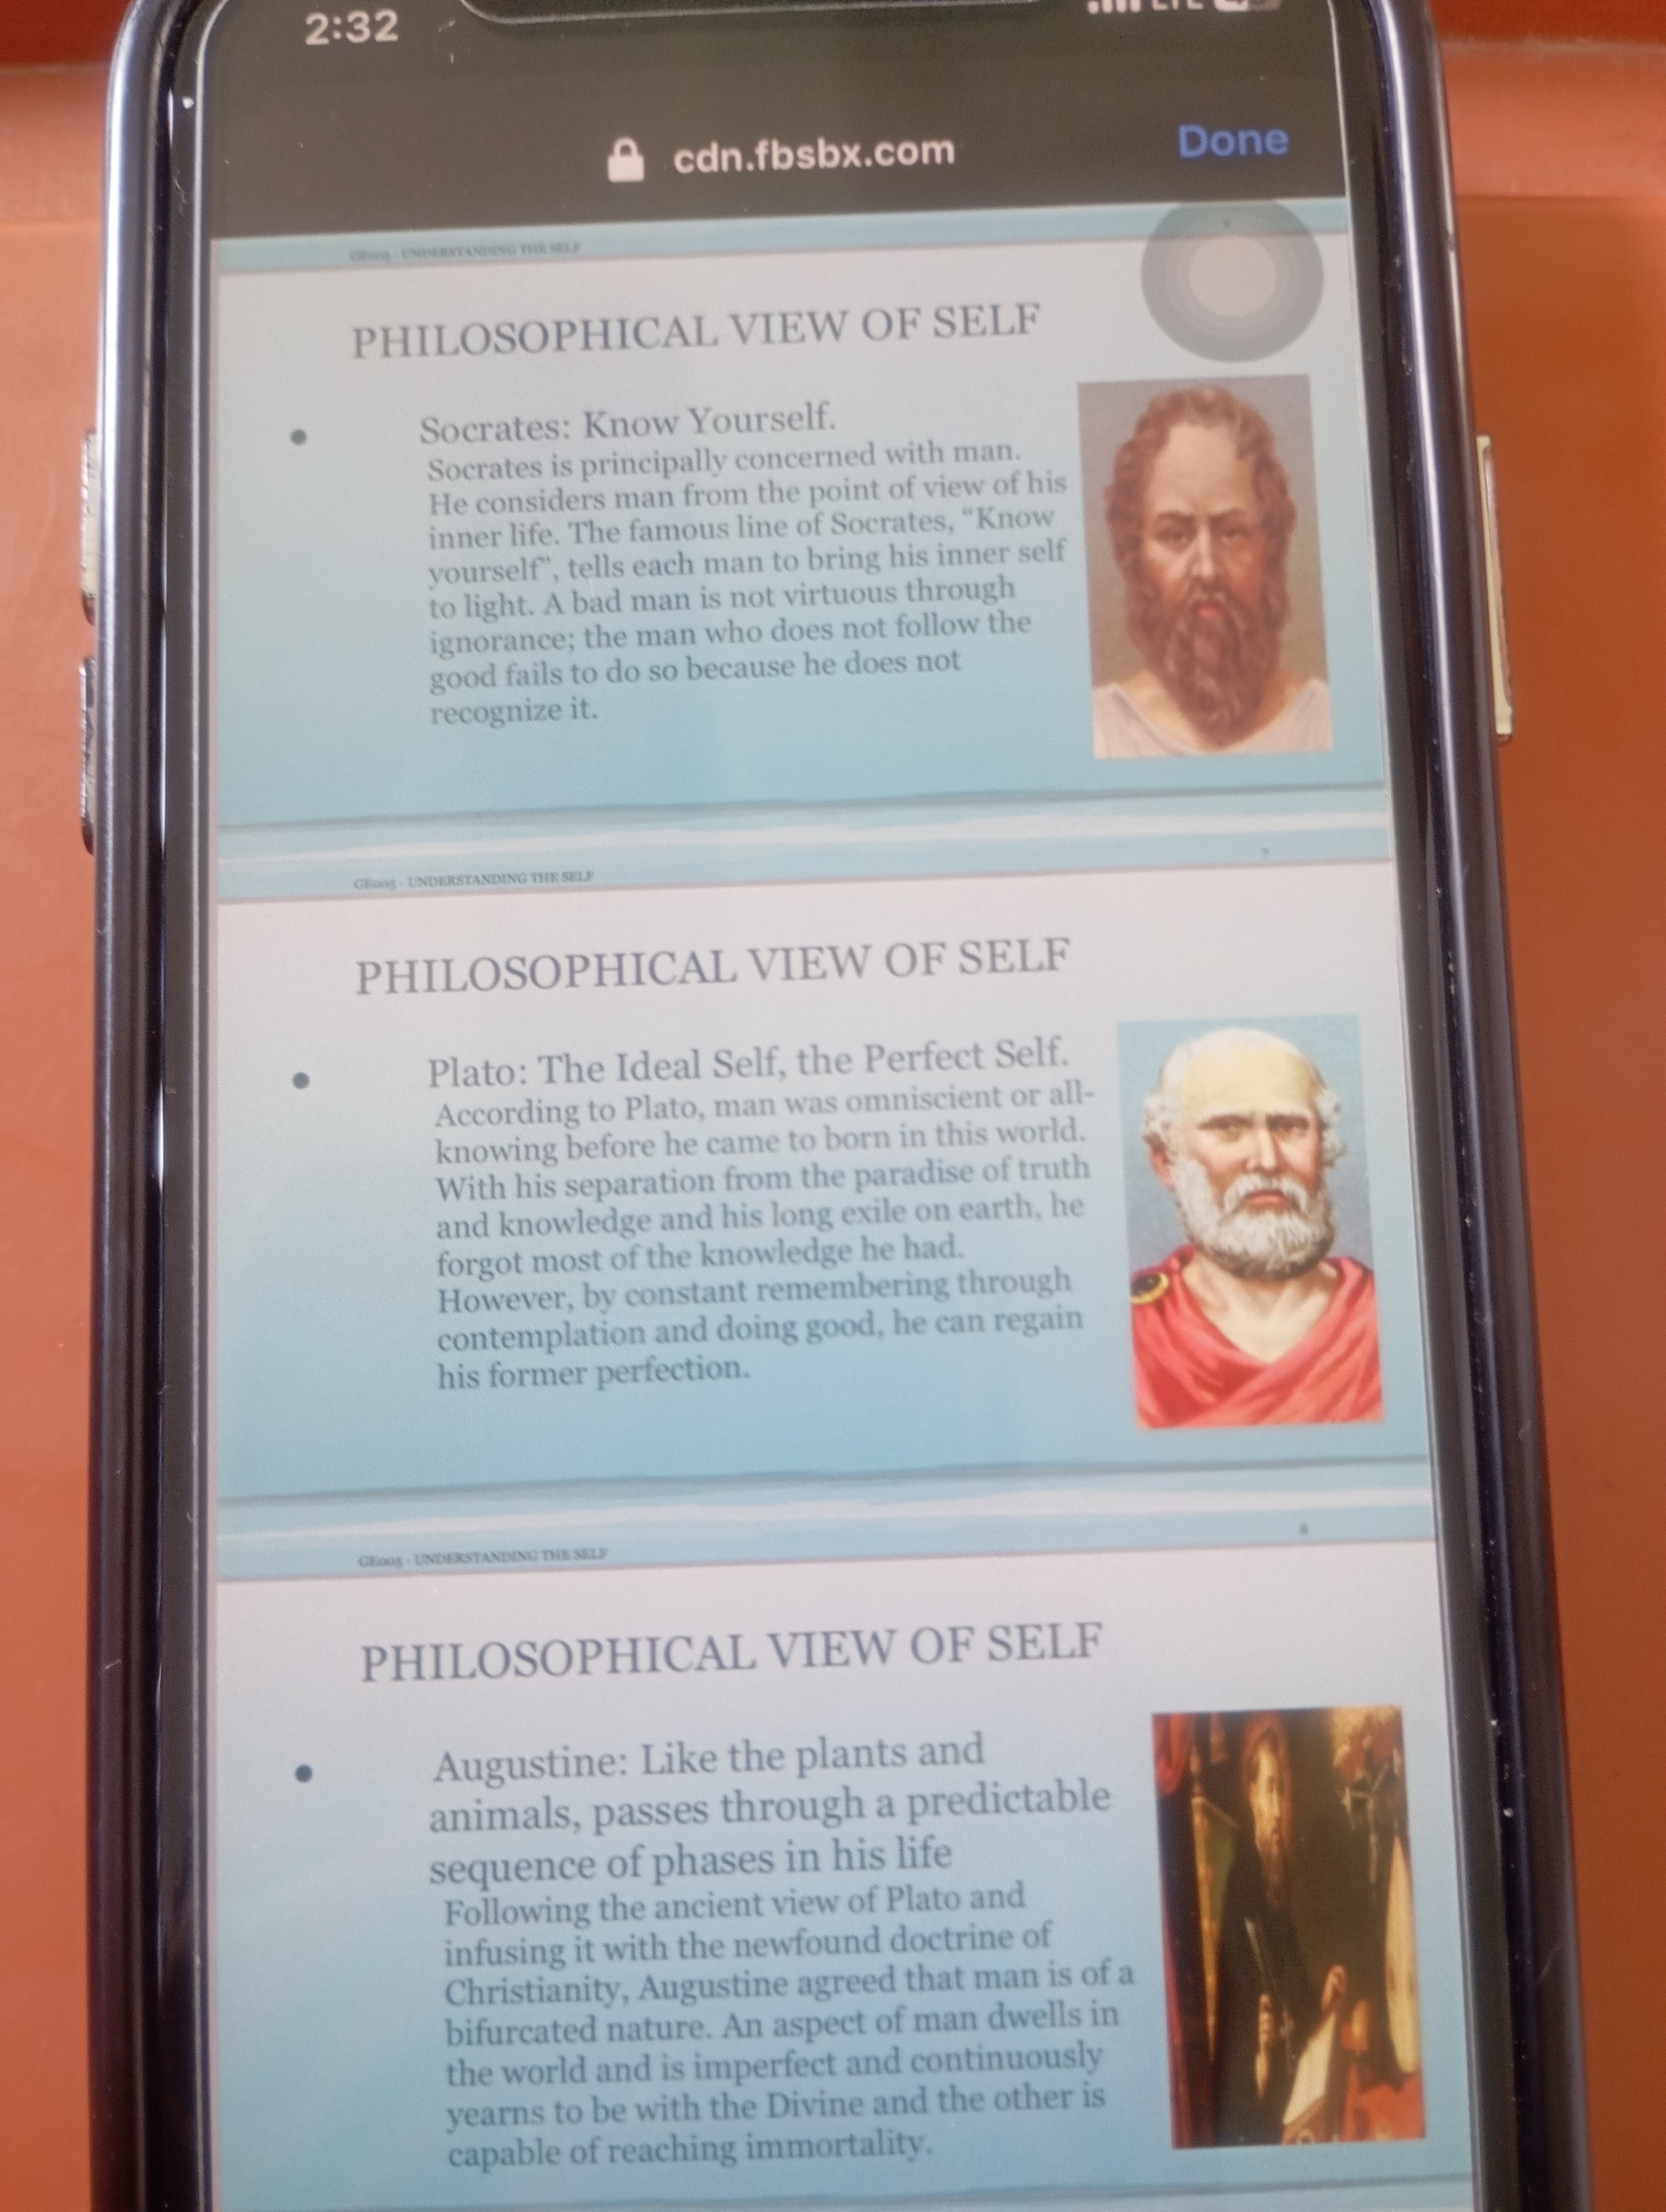 2:32
cdn.fbsbx.com
Done
GE005 - UNDERSTANDING THE SELF
PHILOSOPHICAL VIEW OF SELF
• Socrates: Know Yourself.
Socrates is principally concerned with man.
He considers man from the point of view of his
inner life. The famous line of Socrates, “Know
yourself”, tells each man to bring his inner self
to light. A bad man is not virtuous through
ignorance; the man who does not follow the
good fails to do so because he does not
recognize it.
7
GE005 - UNDERSTANDING THE SELF
PHILOSOPHICAL VIEW OF SELF
• Plato: The Ideal Self, the Perfect Self.
According to Plato, man was omniscient or all-
knowing before he came to born in this world.
With his separation from the paradise of truth
and knowledge and his long exile on earth, he
forgot most of the knowledge he had.
However, by constant remembering through
contemplation and doing good, he can regain
his former perfection.
8
GE005 - UNDERSTANDING THE SELF
PHILOSOPHICAL VIEW OF SELF
• Augustine: Like the plants and
animals, passes through a predictable
sequence of phases in his life
Following the ancient view of Plato and
infusing it with the newfound doctrine of
Christianity, Augustine agreed that man is of a
bifurcated nature. An aspect of man dwells in
the world and is imperfect and continuously
yearns to be with the Divine and the other is
capable of reaching immortality.